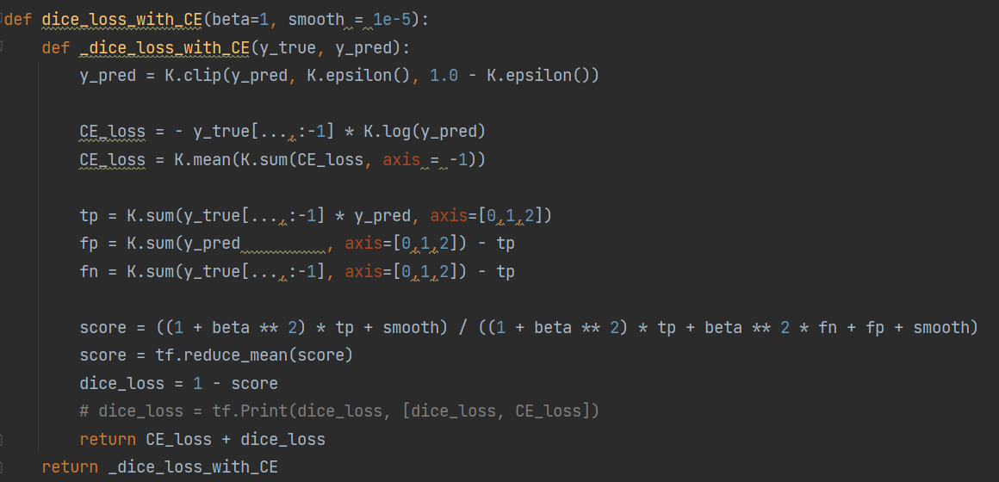 def dice_loss_with_CE(beta=1, smooth = 1e-5):
    def _dice_loss_with_CE(y_true, y_pred):
        y_pred = K.clip(y_pred, K.epsilon(), 1.0 - K.epsilon())

        CE_loss = - y_true[...,:-1] * K.log(y_pred)
        CE_loss = K.mean(K.sum(CE_loss, axis = -1))

        tp = K.sum(y_true[...,:-1] * y_pred, axis=[0,1,2])
        fp = K.sum(y_pred         , axis=[0,1,2]) - tp
        fn = K.sum(y_true[...,:-1], axis=[0,1,2]) - tp

        score = ((1 + beta ** 2) * tp + smooth) / ((1 + beta ** 2) * tp + beta ** 2 * fn + fp + smooth)
        score = tf.reduce_mean(score)
        dice_loss = 1 - score
        # dice_loss = tf.Print(dice_loss, [dice_loss, CE_loss])
        return CE_loss + dice_loss
    return _dice_loss_with_CE